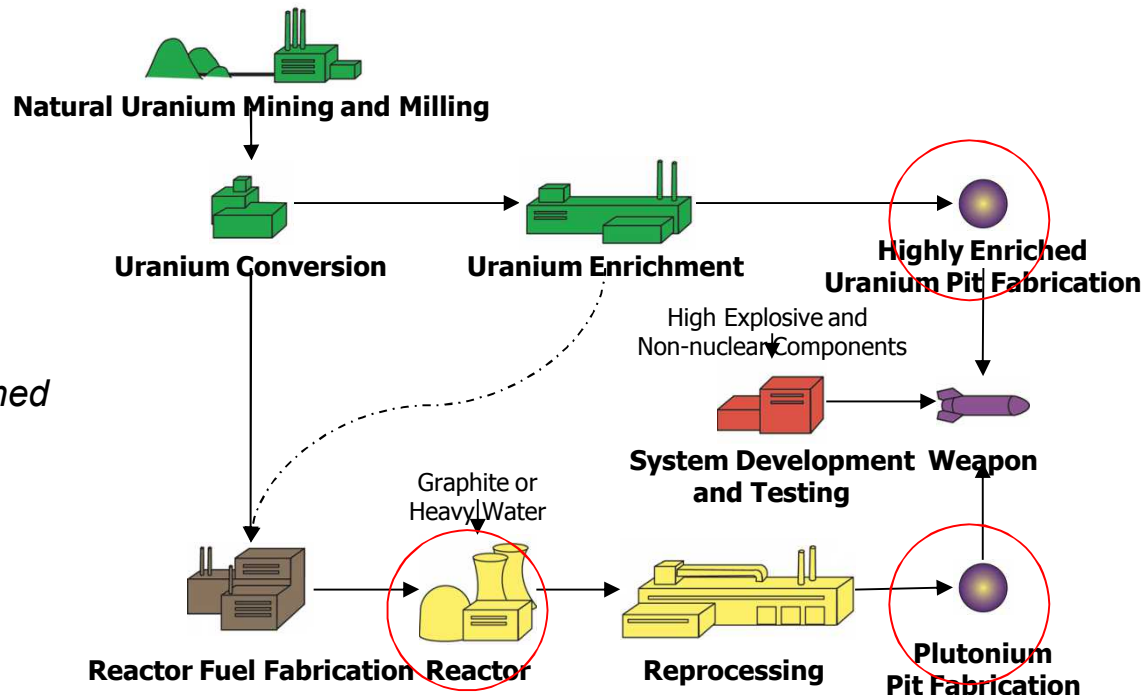 Natural Uranium Mining and Milling
Uranium Conversion
Uranium Enrichment
Highly Enriched
Uranium Pit Fabrication
High Explosive and
Non-nuclear Components
System Development
and Testing
Weapon
Graphite or
Heavy Water
Reactor Fuel Fabrication
Reactor
Reprocessing
Plutonium
Pit Fabrication